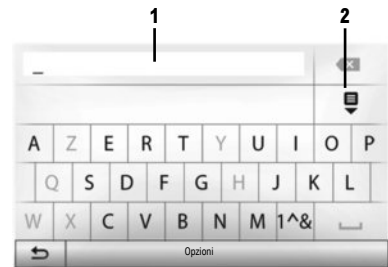 1 2
_
A Z E R T Y U I O P
Q S D F G H J K L
W X C V B N M 1^&
Opzioni